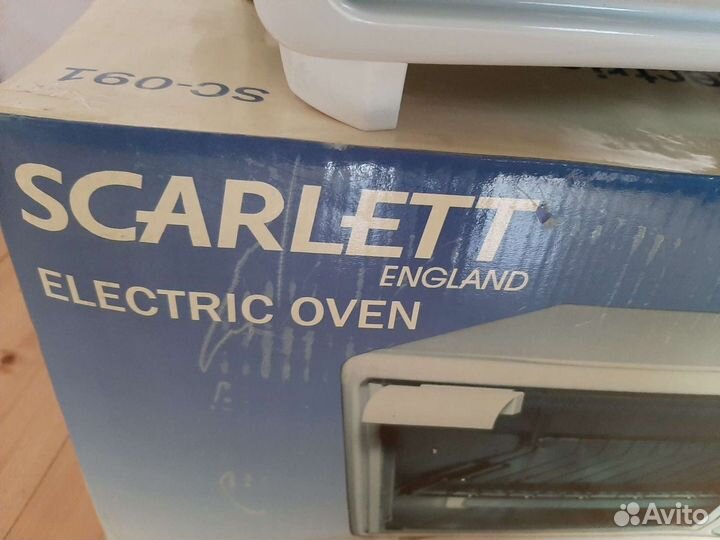 SC-091
SCARLETT
ENGLAND
ELECTRIC OVEN
Avito